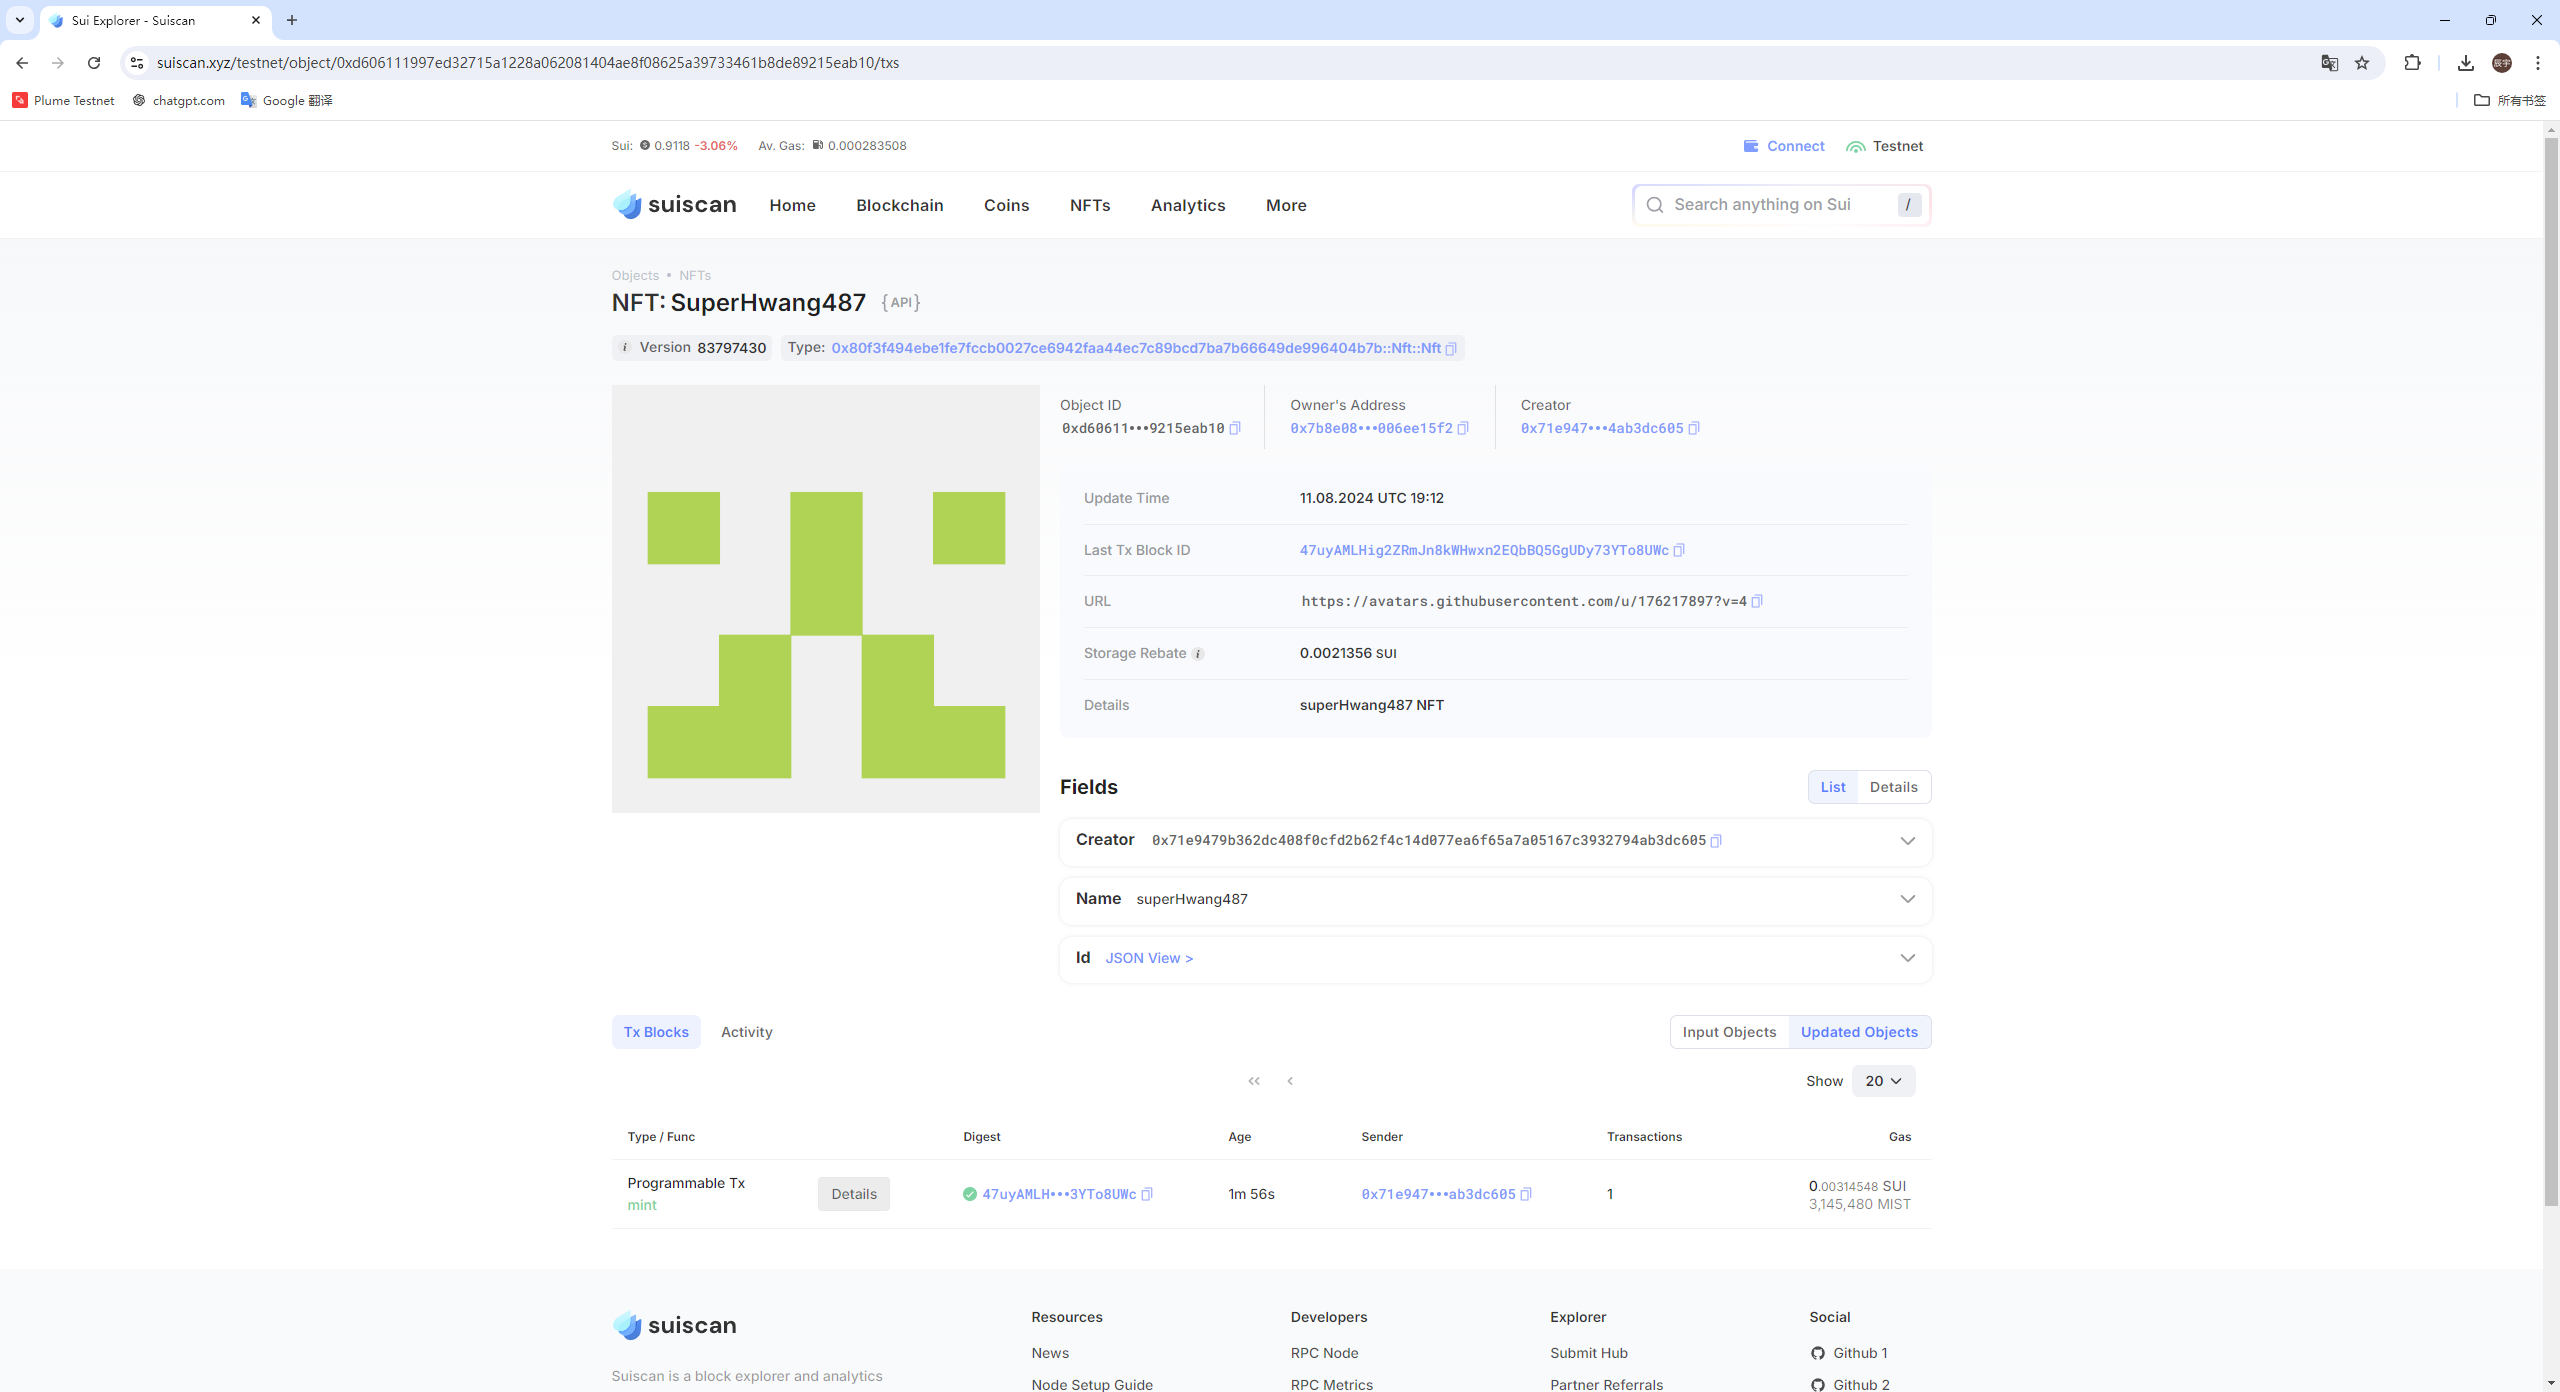 Sui Explorer - Suiscan
suiscan.xyz/testnet/object/0xd606111997ed32715a1228a062081404ae8f08625a39733461b8de89215eab10/txs
辰宇
Plume Testnet
chatgpt.com
Google 翻译
所有书签
Sui: 0.9118 -3.06% Av. Gas: 0.000283508
Connect
Testnet
suiscan
Home
Blockchain
Coins
NFTs
Analytics
More
Search anything on Sui
/
Objects • NFTs
NFT: SuperHwang487 {API}
i Version 83797430
Type: 0x80f3f494ebe1fe7fccb0027ce6942faa44ec7c89bcd7ba7b66649de996404b7b::Nft::Nft
Object ID
0xd60611•••9215eab10
Owner's Address
0x7b8e08•••006ee15f2
Creator
0x71e947•••4ab3dc605
Update Time 11.08.2024 UTC 19:12
Last Tx Block ID 47uyAMLHig2ZRmJn8kWHwxn2EQbBQ5GgUDy73YTo8UWc
URL https://avatars.githubusercontent.com/u/176217897?v=4
Storage Rebate i 0.0021356 SUI
Details superHwang487 NFT
Fields
List
Details
Creator 0x71e9479b362dc408f0cfd2b62f4c14d077ea6f65a7a05167c3932794ab3dc605
Name superHwang487
Id JSON View >
Tx Blocks
Activity
Input Objects
Updated Objects
Show 20
Type / Func
Digest
Age
Sender
Transactions
Gas
Programmable Tx
mint
Details
47uyAMLH•••3YTo8UWc
1m 56s
0x71e947•••ab3dc605
1
0.00314548 SUI
3,145,480 MIST
suiscan
Suiscan is a block explorer and analytics
Resources
News
Node Setup Guide
Developers
RPC Node
RPC Metrics
Explorer
Submit Hub
Partner Referrals
Social
Github 1
Github 2